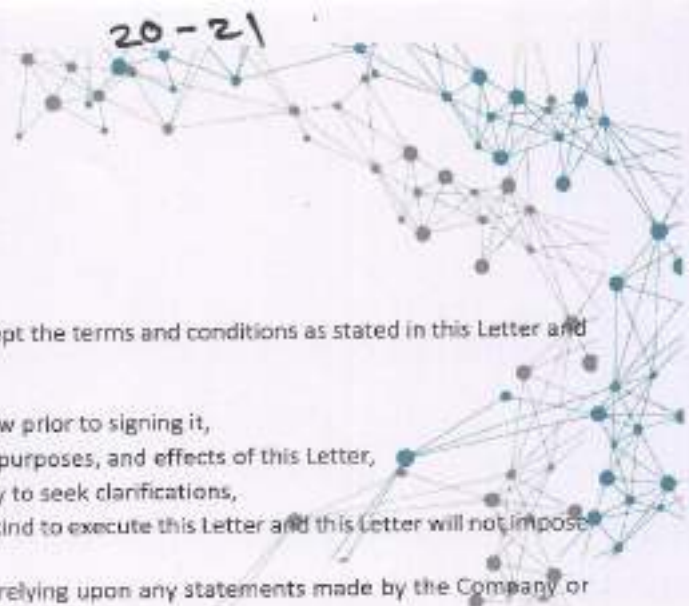 20-21
pt the terms and conditions as stated in this Letter and
w prior to signing it,
purposes, and effects of this Letter,
y to seek clarifications,
ind to execute this Letter and this Letter will not impose
relying upon any statements made by the Company or